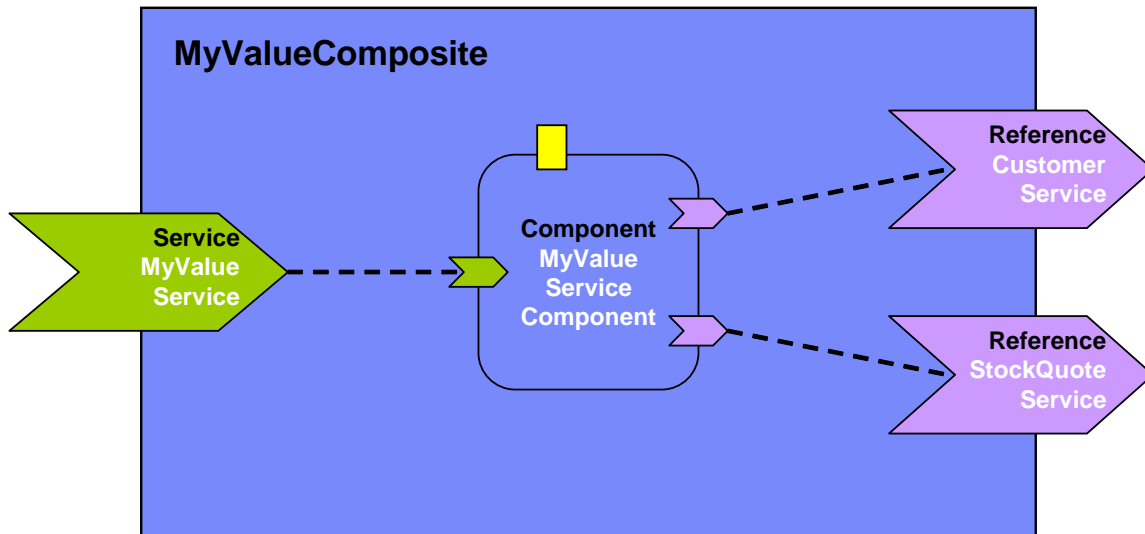 MyValueComposite
Service
MyValue
Service
Component
MyValue
Service
Component
Reference
Customer
Service
Reference
StockQuote
Service